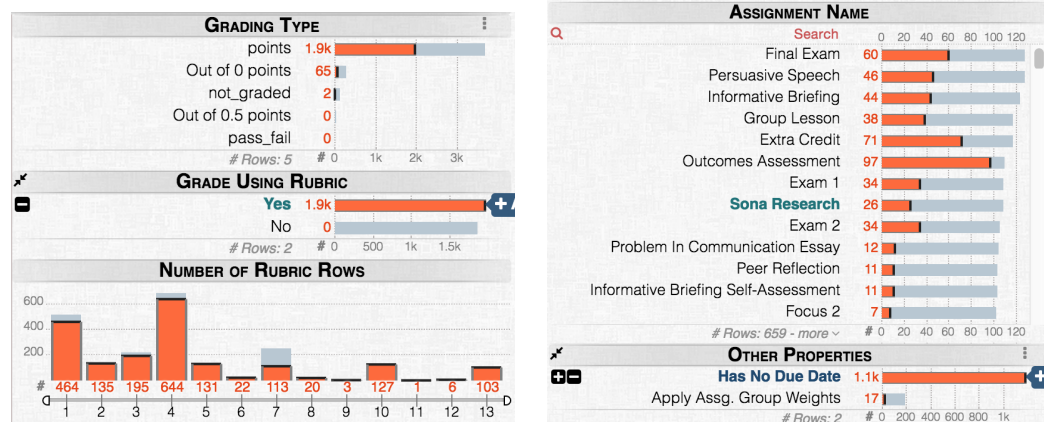 GRADING TYPE
points 1.9k
Out of 0 points 65
not_graded 2
Out of 0.5 points 0
pass_fail 0
# Rows: 5 # 0 1k 2k 3k
GRADE USING RUBRIC
Yes 1.9k
No 0
# Rows: 2 # 0 500 1k 1.5k
NUMBER OF RUBRIC ROWS
600
400
200
# 464 135 195 644 131 22 113 20 3 127 1 6 103
1 2 3 4 5 6 7 8 9 10 11 12 13
ASSIGNMENT NAME
Search 0 20 40 60 80 100 120
Final Exam 60
Persuasive Speech 46
Informative Briefing 44
Group Lesson 38
Extra Credit 71
Outcomes Assessment 97
Exam 1 34
Sona Research 26
Exam 2 34
Problem In Communication Essay 12
Peer Reflection 11
Informative Briefing Self-Assessment 11
Focus 2 7
# Rows: 659 - more # 0 20 40 60 80 100 120
OTHER PROPERTIES
Has No Due Date 1.1k
Apply Assg. Group Weights 17
# Rows: 2 # 0 200 400 600 800 1k